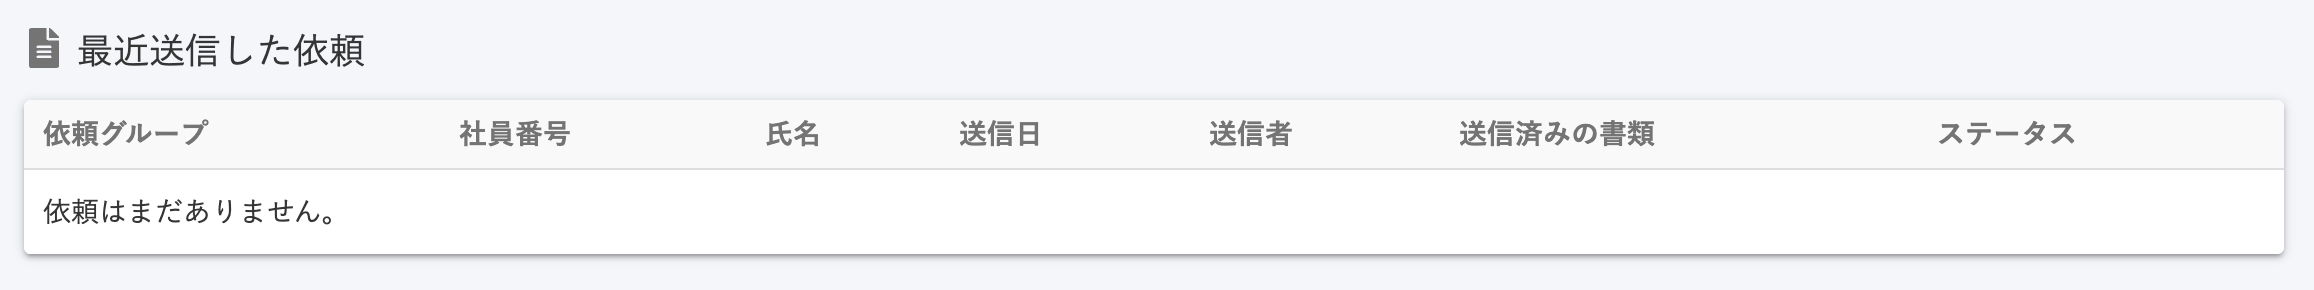 最近送信した依頼
依頼グループ 社員番号 氏名 送信日 送信者 送信済みの書類 ステータス
依頼はまだありません。